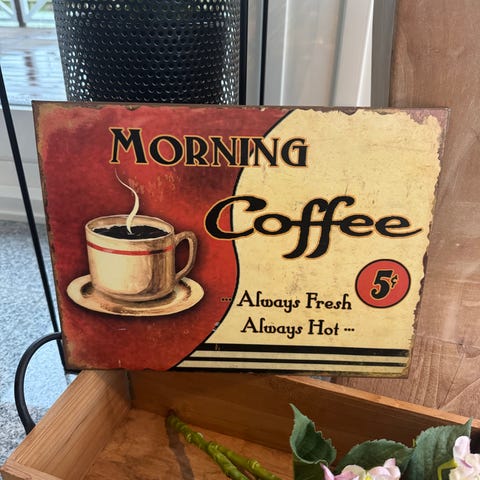 MORNING
Coffee
5¢
... Always Fresh
Always Hot ...